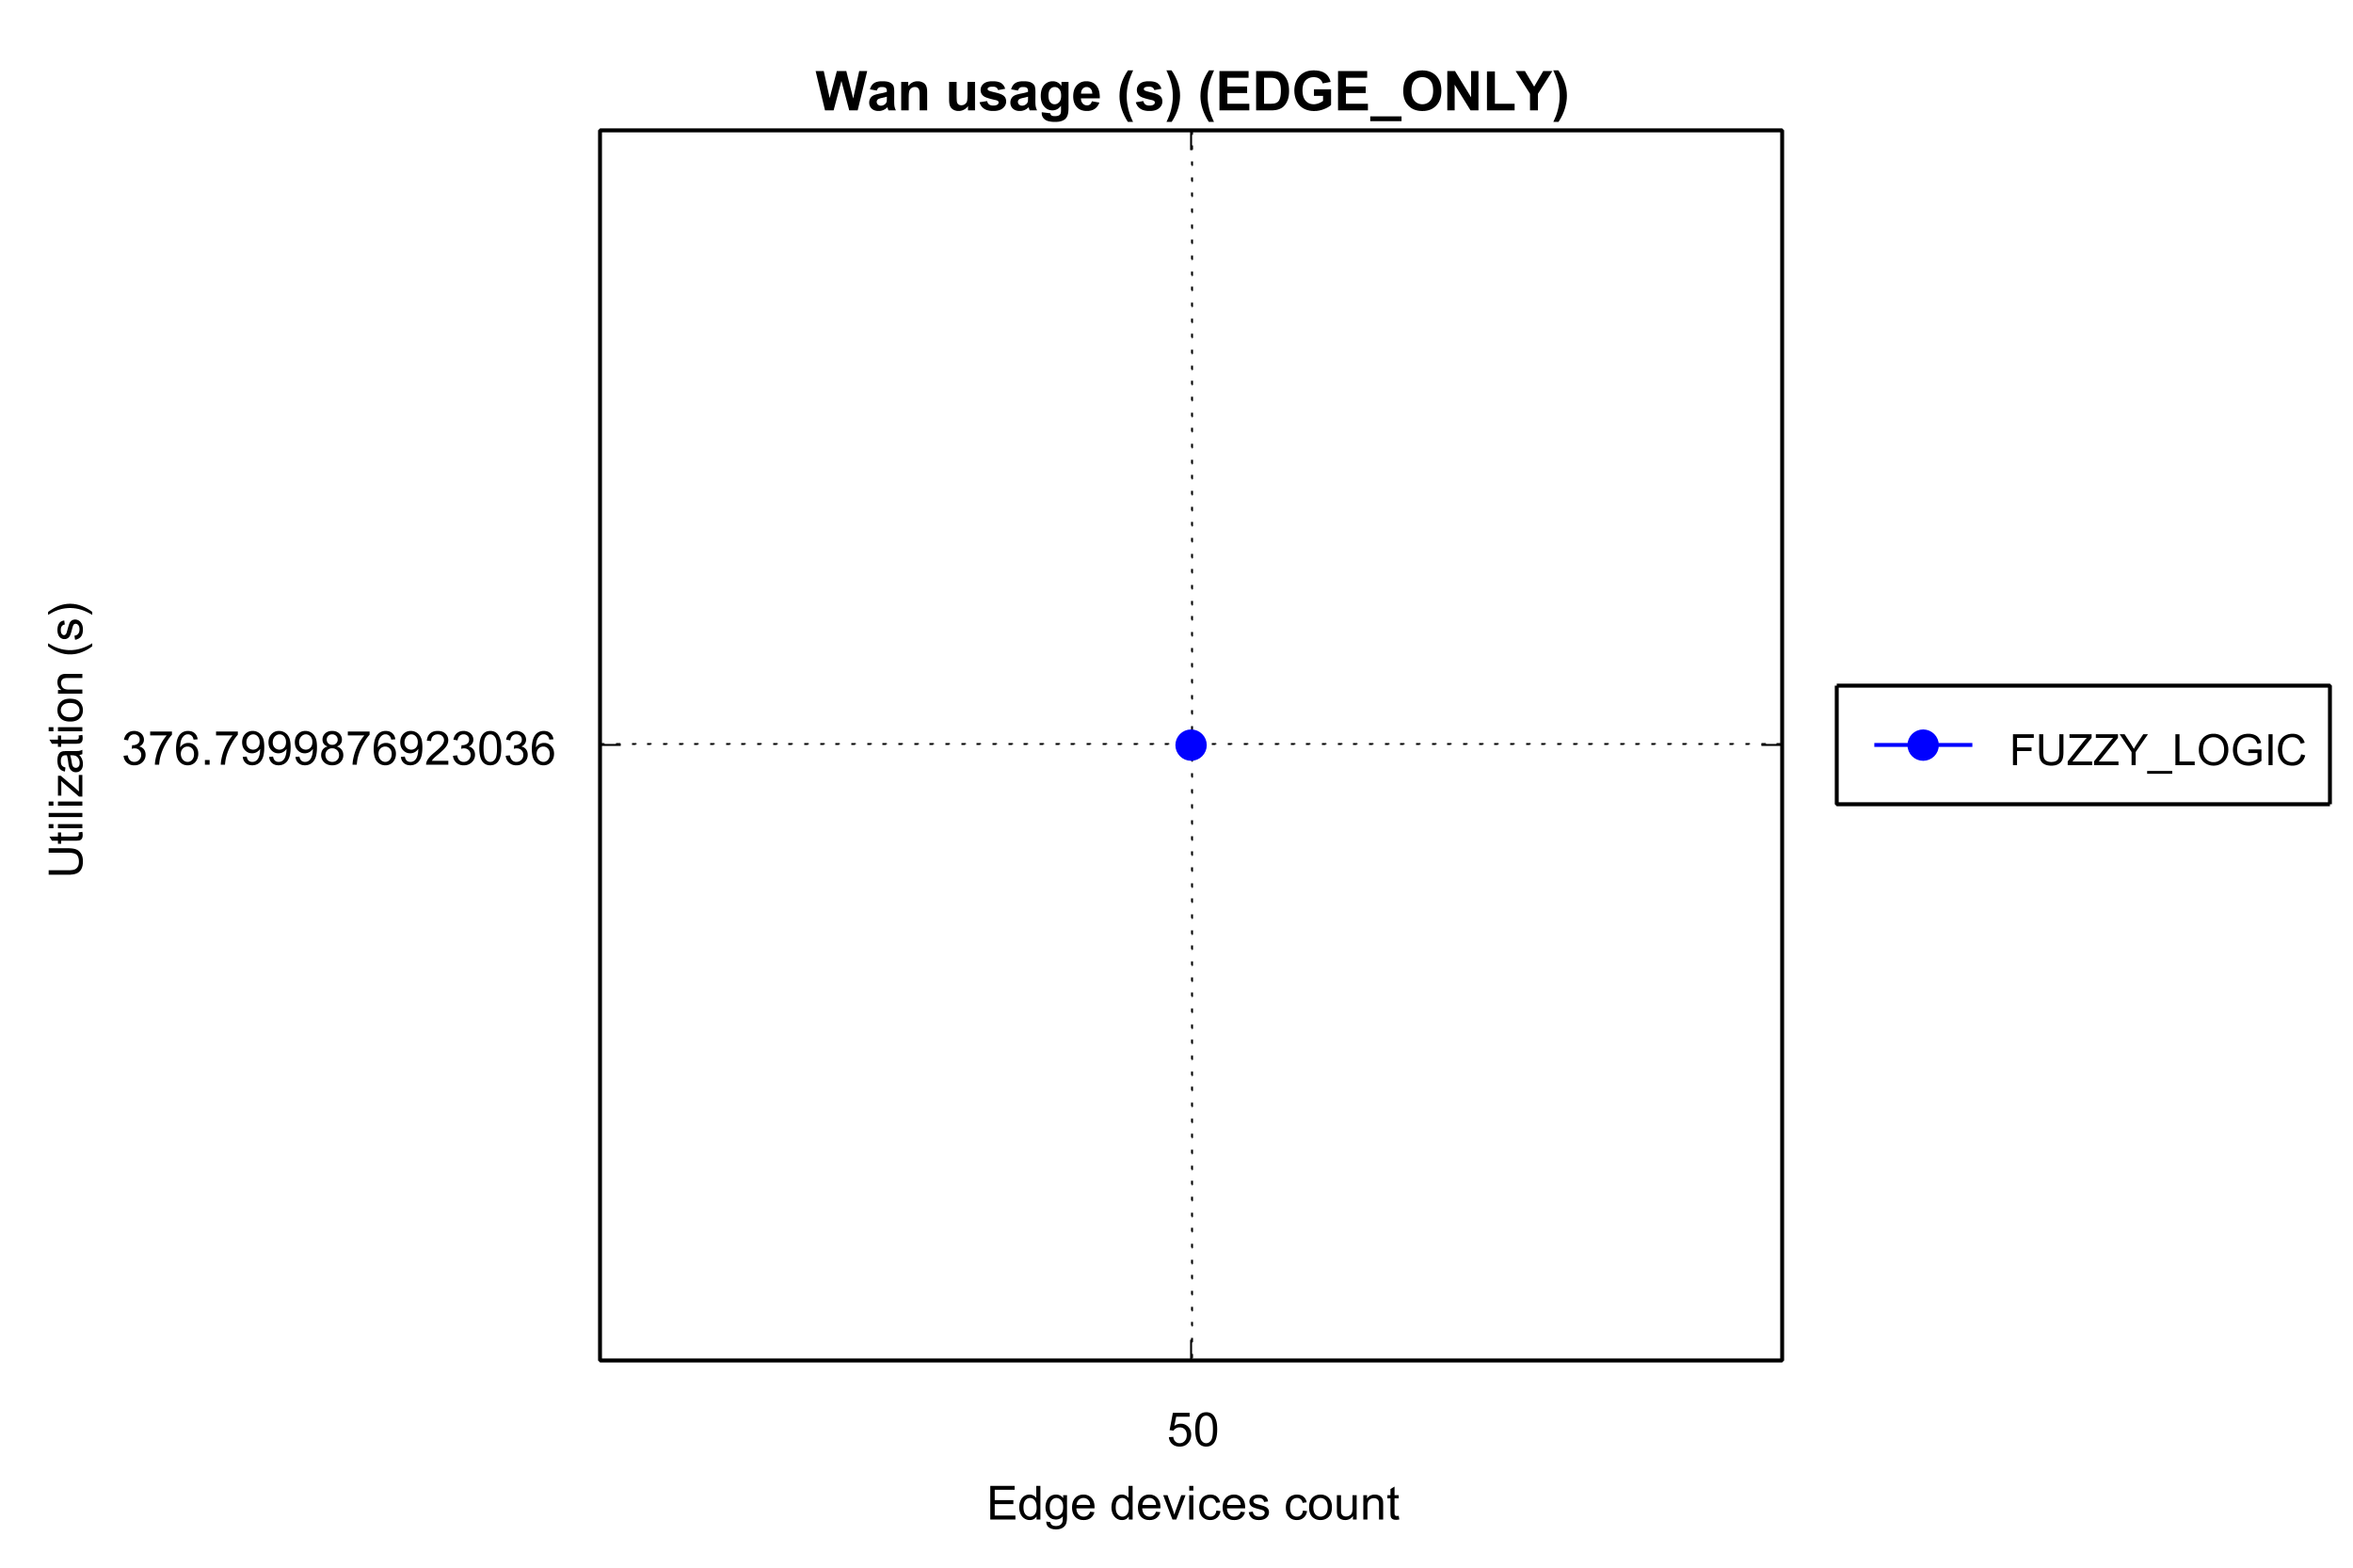 Wan usage (s) (EDGE_ONLY)
Utilization (s)
376.7999876923036
FUZZY_LOGIC
50
Edge devices count